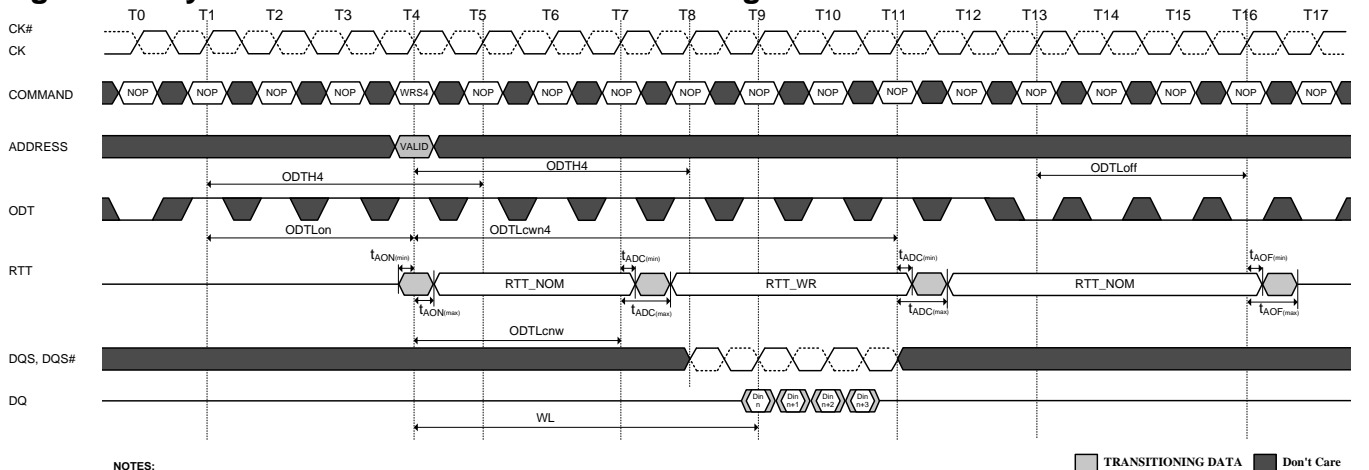 T0 T1 T2 T3 T4 T5 T6 T7 T8 T9 T10 T11 T12 T13 T14 T15 T16 T17
CK#
CK
COMMAND NOP NOP NOP NOP WRS4 NOP NOP NOP NOP NOP NOP NOP NOP NOP NOP NOP NOP NOP
ADDRESS VALID
ODTH4 ODTLoff
ODTH4
ODT
ODTLon ODTLcwn4
tAON(min) tADC(min) tADC(min) tAOF(min)
RTT RTT_NOM RTT_WR RTT_NOM
tAON(max) tADC(max) tADC(max) tAOF(max)
ODTLcnw
DQS, DQS#
DQ Din n Din n+1 Din n+2 Din n+3
WL
NOTES: TRANSITIONING DATA Don't Care